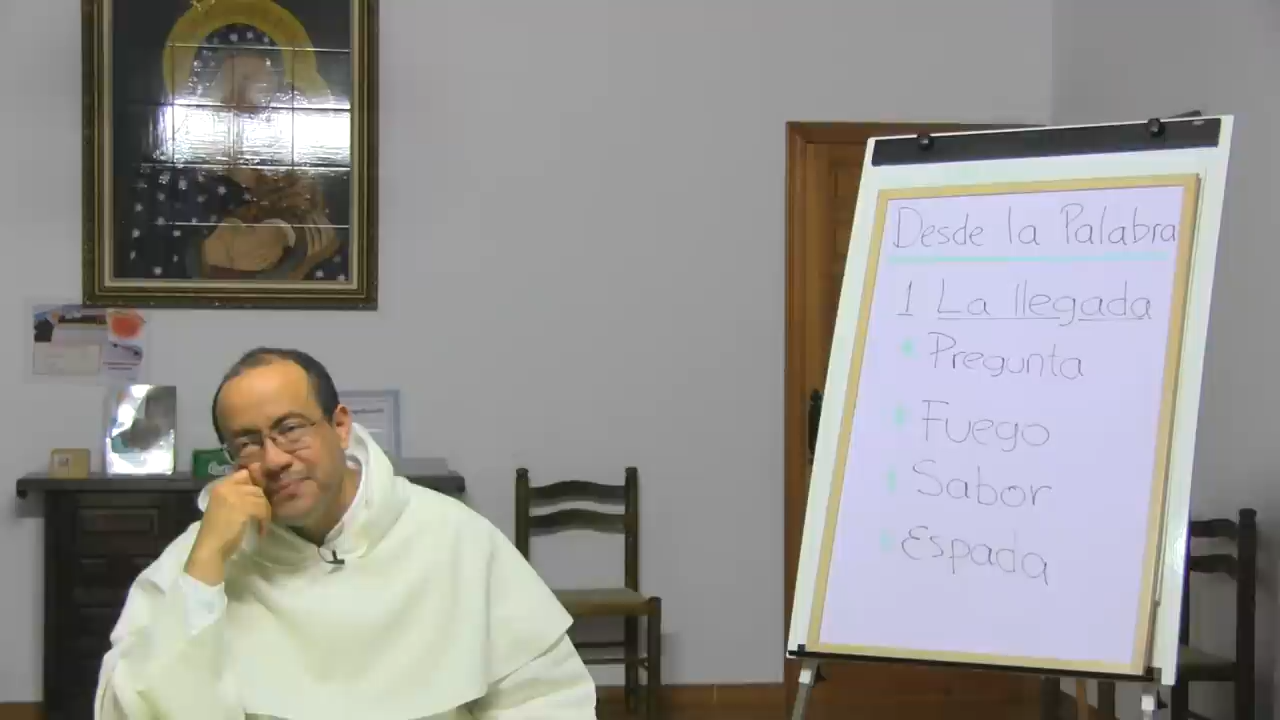 Desde la Palabra
1 La llegada
Pregunta
Fuego
Sabor
Espada